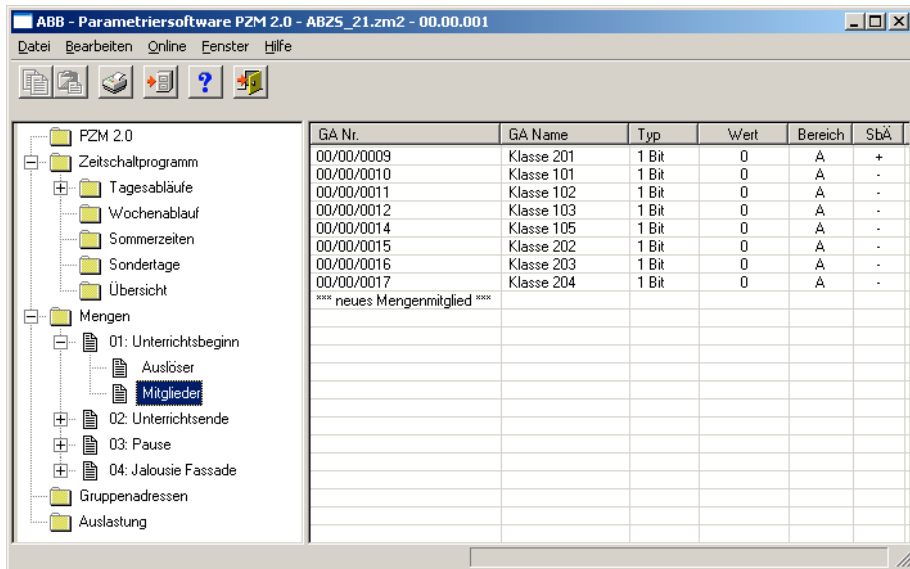 ABB - Parametriersoftware PZM 2.0 - ABZS_21.zm2 - 00.00.001
Datei Bearbeiten Online Fenster Hilfe
PZM 2.0
Zeitschaltprogramm
Tagesabläufe
Wochenablauf
Sommerzeiten
Sondertage
Übersicht
Mengen
01: Unterrichtsbeginn
Auslöser
Mitglieder
02: Unterrichtsende
03: Pause
04: Jalousie Fassade
Gruppenadressen
Auslastung
GA Nr. GA Name Typ Wert Bereich SbÄ
00/00/0009 Klasse 201 1 Bit 0 A +
00/00/0010 Klasse 101 1 Bit 0 A -
00/00/0011 Klasse 102 1 Bit 0 A -
00/00/0012 Klasse 103 1 Bit 0 A -
00/00/0014 Klasse 105 1 Bit 0 A -
00/00/0015 Klasse 202 1 Bit 0 A -
00/00/0016 Klasse 203 1 Bit 0 A -
00/00/0017 Klasse 204 1 Bit 0 A -
*** neues Mengenmitglied ***